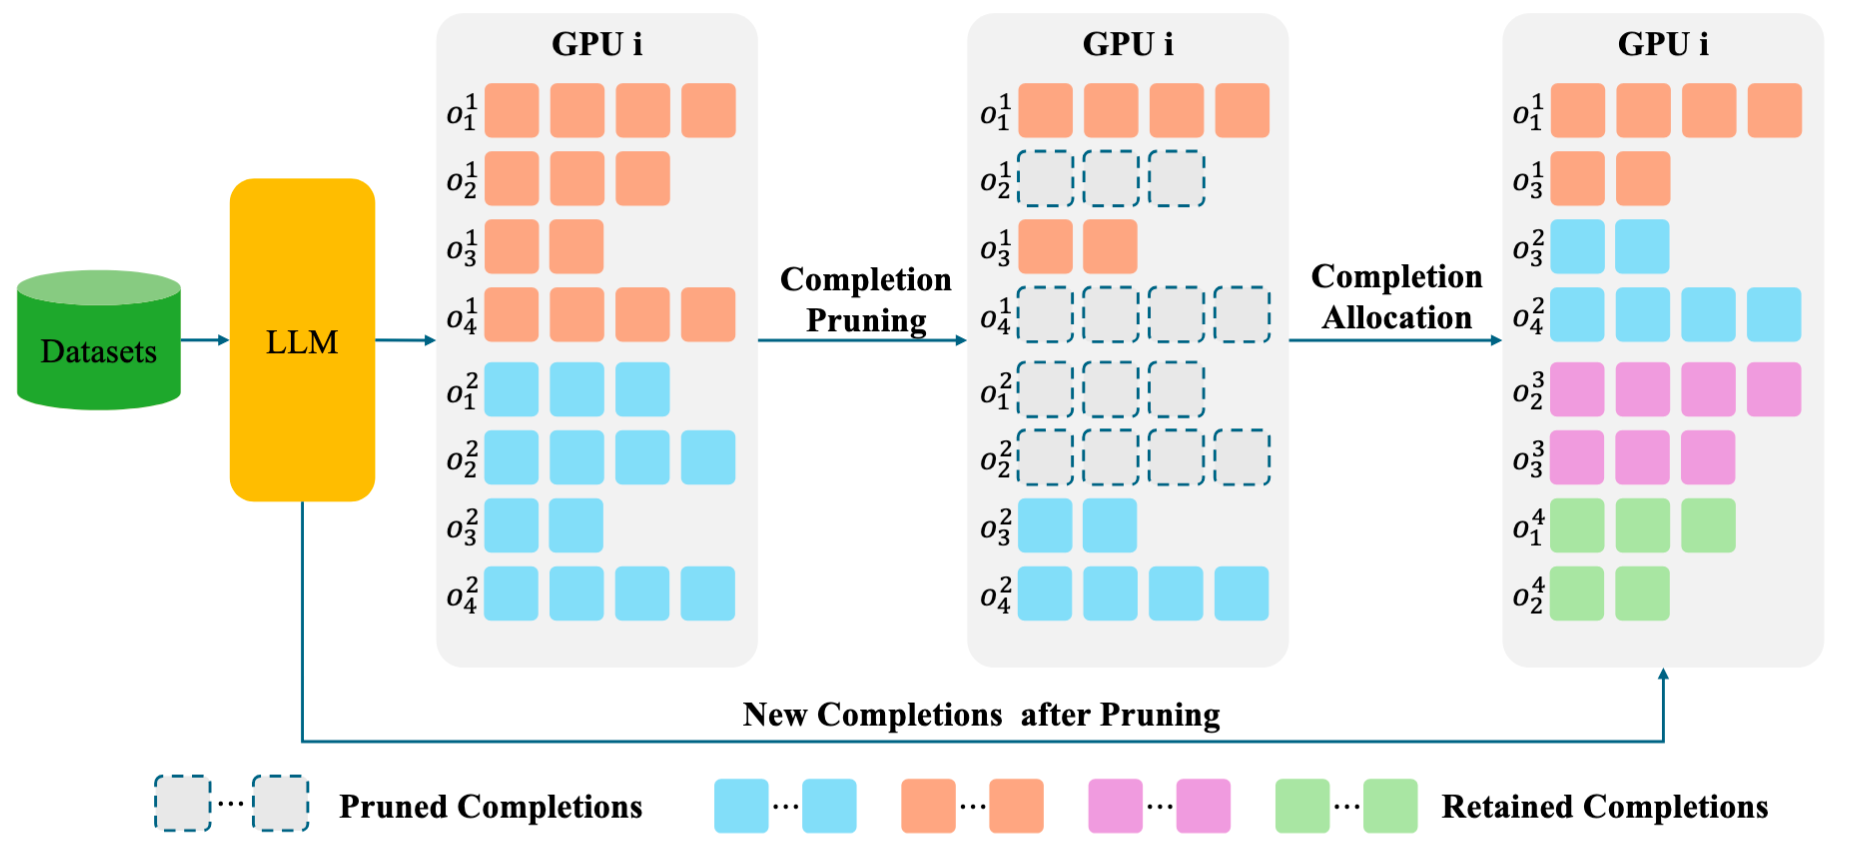 GPU i
GPU i
GPU i
Datasets
LLM
o_1^1
o_2^1
o_3^1
o_4^1
o_1^2
o_2^2
o_3^2
o_4^2
Completion
Pruning
o_1^1
o_2^1
o_3^1
o_4^1
o_1^2
o_2^2
o_3^2
o_4^2
Completion
Allocation
o_1^1
o_3^1
o_3^2
o_4^2
o_2^3
o_3^3
o_1^4
o_2^4
New Completions after Pruning
... Pruned Completions
... ... ... ... Retained Completions